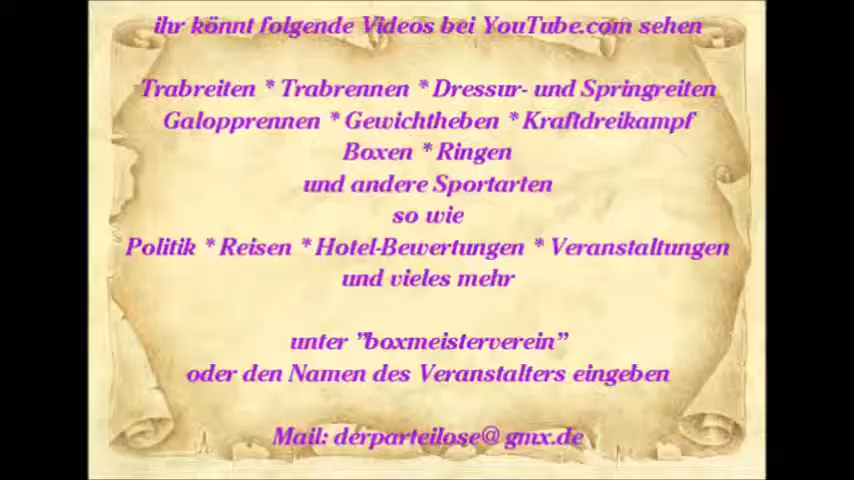 ihr könnt folgende Videos bei YouTube.com sehen
Trabreiten * Trabrennen * Dressur- und Springreiten
Galopprennen * Gewichtheben * Kraftdreikampf
Boxen * Ringen
und andere Sportarten
so wie
Politik * Reisen * Hotel-Bewertungen * Veranstaltungen
und vieles mehr
unter "boxmeisterverein"
oder den Namen des Veranstalters eingeben
Mail: derparteilose@gmx.de